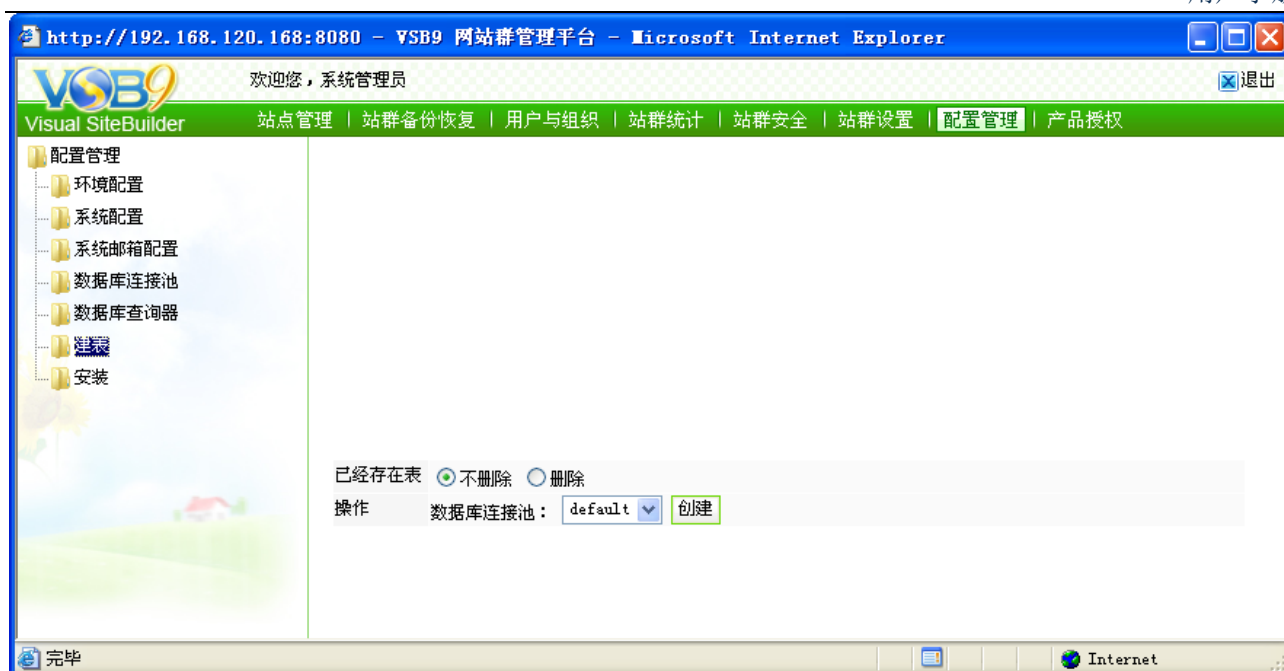 http://192.168.120.168:8080 - VSB9 网站群管理平台 - Microsoft Internet Explorer
VSB9 欢迎您，系统管理员 退出
Visual SiteBuilder 站点管理 | 站群备份恢复 | 用户与组织 | 站群统计 | 站群安全 | 站群设置 | 配置管理 | 产品授权
配置管理
环境配置
系统配置
系统邮箱配置
数据库连接池
数据库查询器
建表
安装
已经存在表 不删除 删除
操作 数据库连接池： default 创建
完毕 Internet